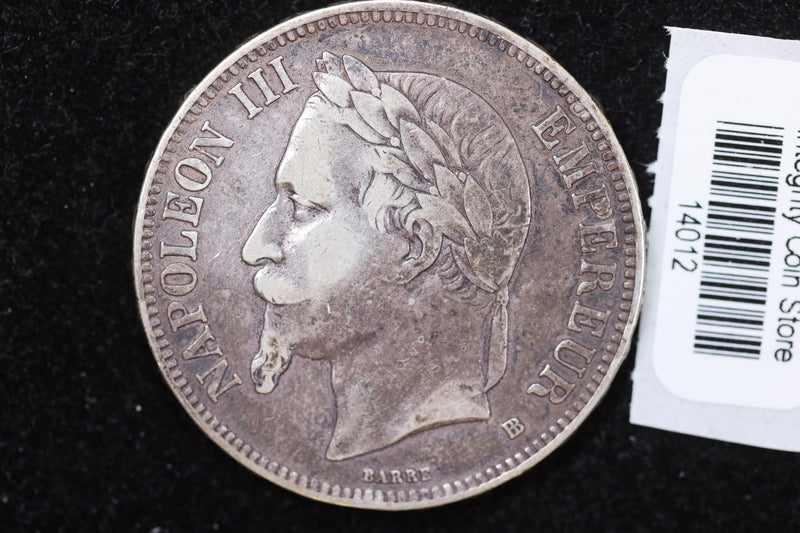 NAPOLEON III EMPEREUR
BARRE
BB
Integrity Coin Store
14012